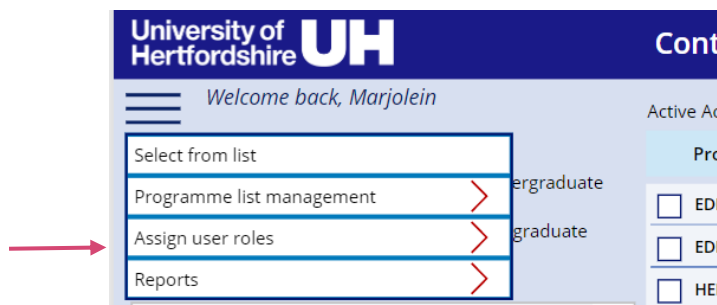 University of
Hertfordshire UH
Cont
Welcome back, Marjolein
Active Ac
Select from list
Pro
Programme list management
ergraduate
EDI
Assign user roles
graduate
EDI
Reports
HE